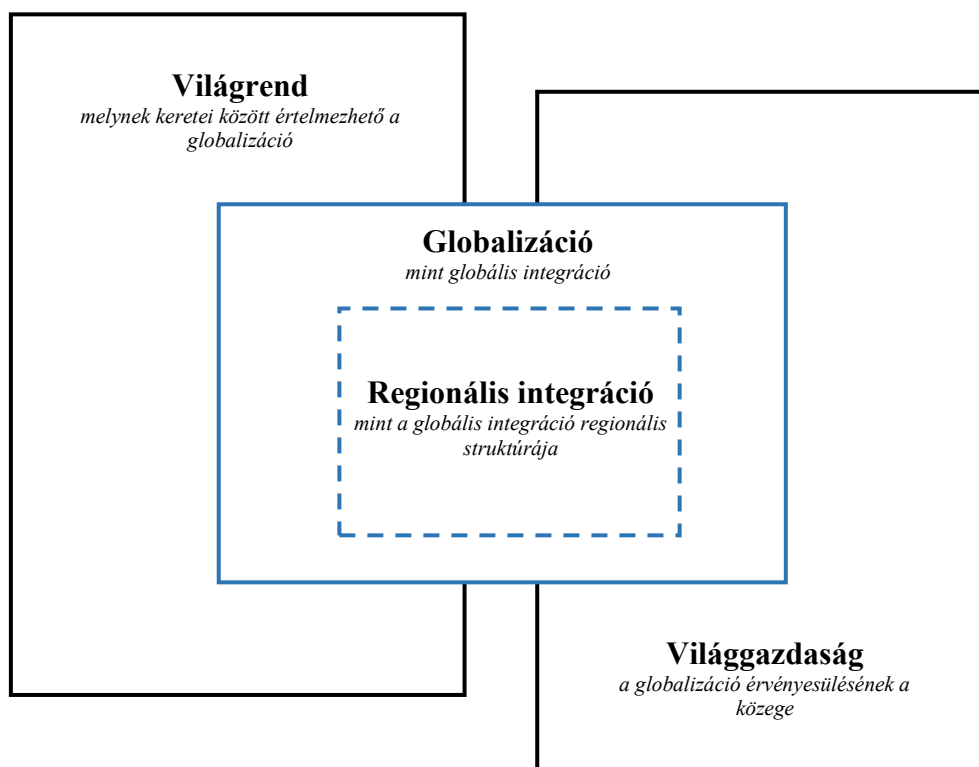 Világrend
melynek keretei között értelmezhető a
globalizáció
Globalizáció
mint globális integráció
Regionális integráció
mint a globális integráció regionális
struktúrája
Világgazdaság
a globalizáció érvényesülésének a
közege